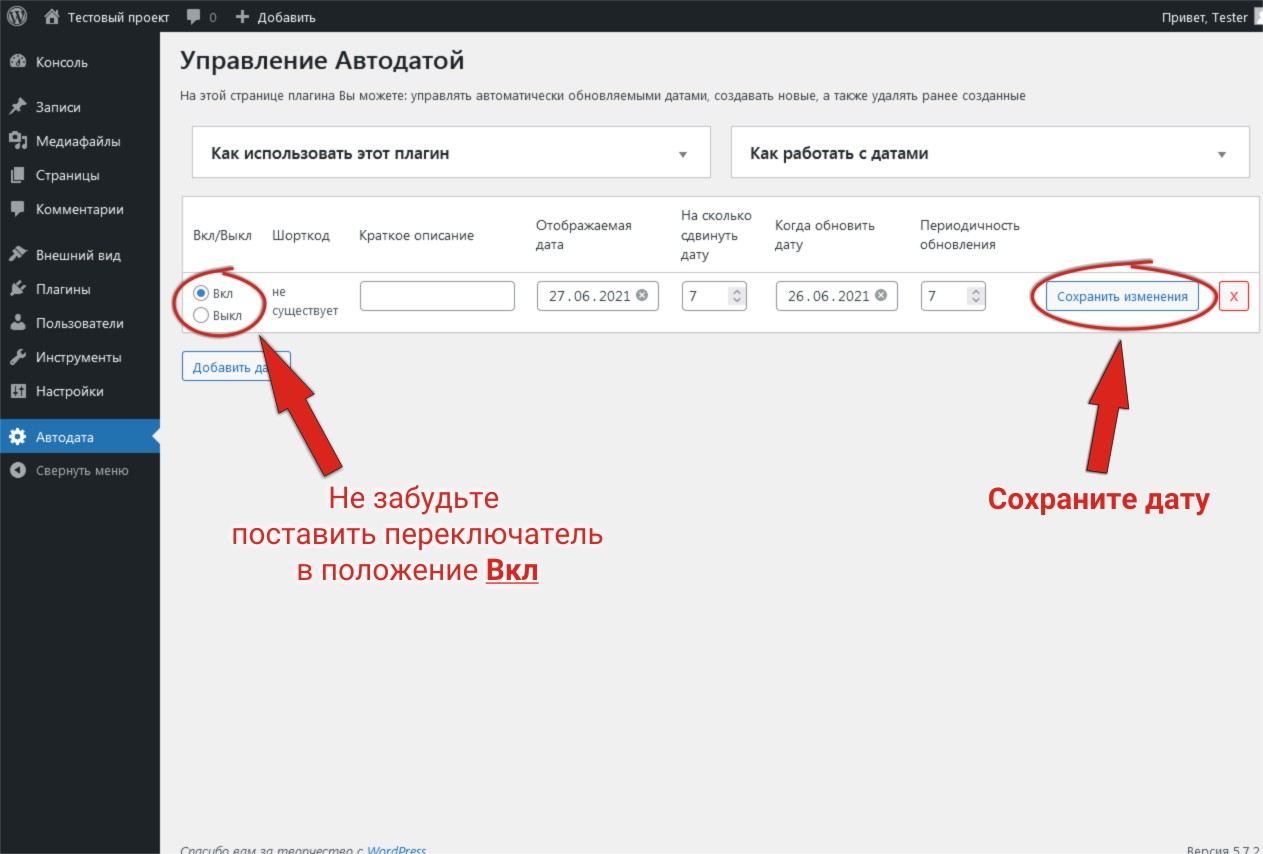 Тестовый проект 0 Добавить Привет, Tester
Консоль
Записи
Медиафайлы
Страницы
Комментарии
Внешний вид
Плагины
Пользователи
Инструменты
Настройки
Автодата
Свернуть меню
Управление Автодатой
На этой странице плагина Вы можете: управлять автоматически обновляемыми датами, создавать новые, а также удалять ранее созданные
Как использовать этот плагин
Как работать с датами
Вкл/Выкл
Шорткод
Краткое описание
Отображаемая
дата
На сколько
сдвинуть
дату
Когда обновить
дату
Периодичность
обновления
Вкл
Выкл
не
существует
27.06.2021
7
26.06.2021
7
Сохранить изменения
X
Добавить
Не забудьте
поставить переключатель
в положение Вкл
Сохраните дату
Спасибо вам за творчество с WordPress
Версия 5.7.2